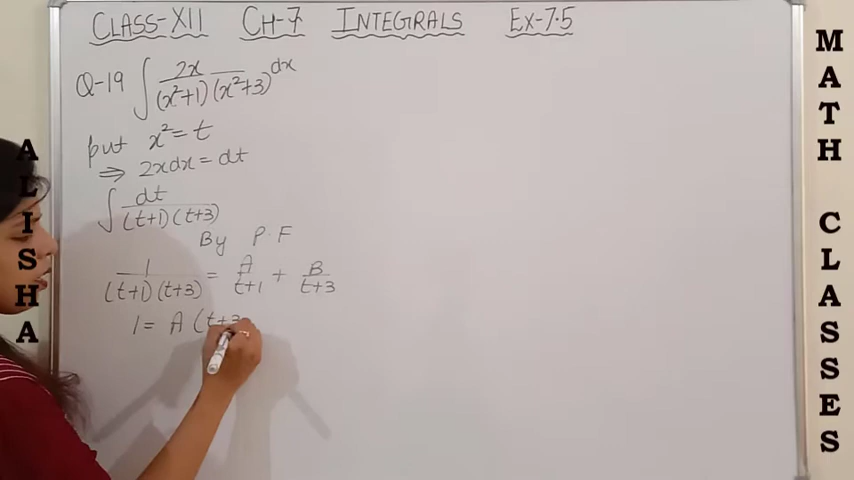 CLASS-XII CH-7 INTEGRALS Ex-7.5
Q-19 ∫ 2x / (x²+1)(x²+3) dx
put x² = t
⇒ 2xdx = dt
∫ dt / (t+1)(t+3)
By P.F
1 / (t+1)(t+3) = A / t+1 + B / t+3
1 = A (t+3
ALISHA
MATH CLASSES